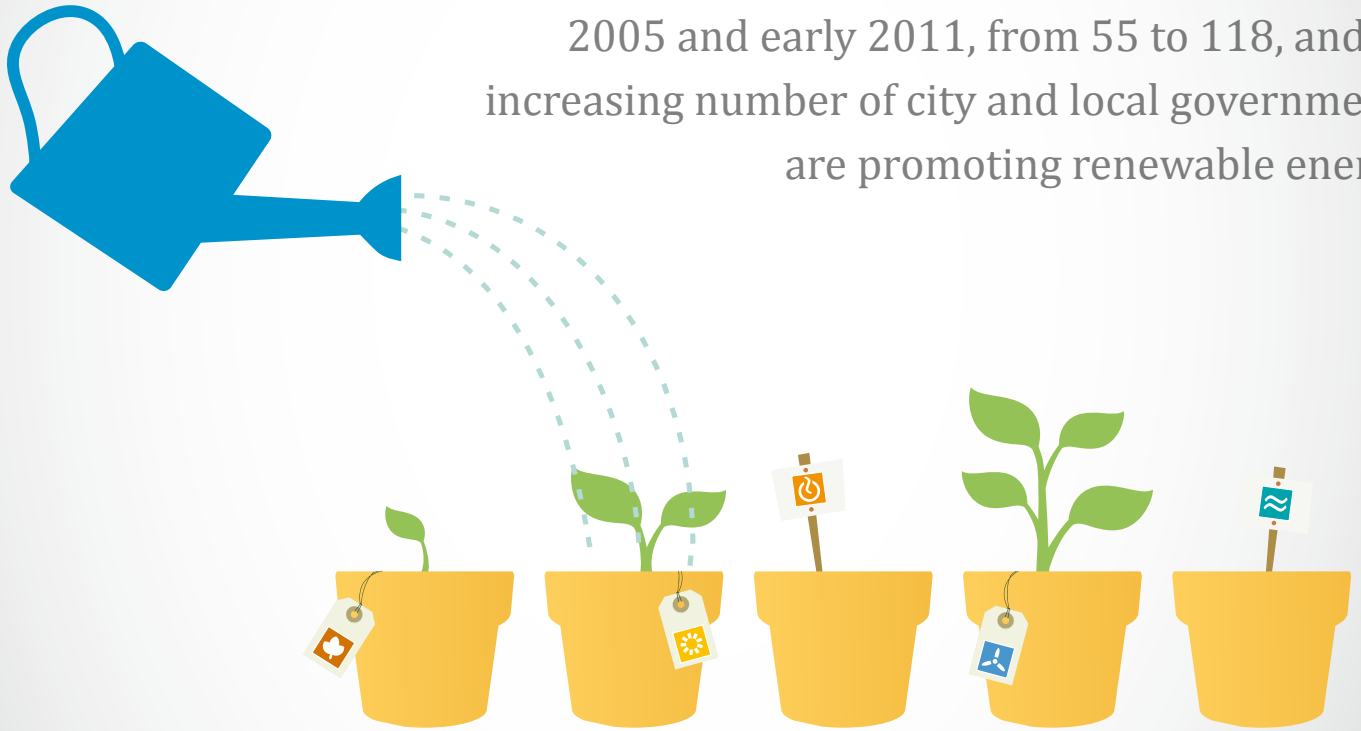 2005 and early 2011, from 55 to 118, and
increasing number of city and local governme
are promoting renewable ener